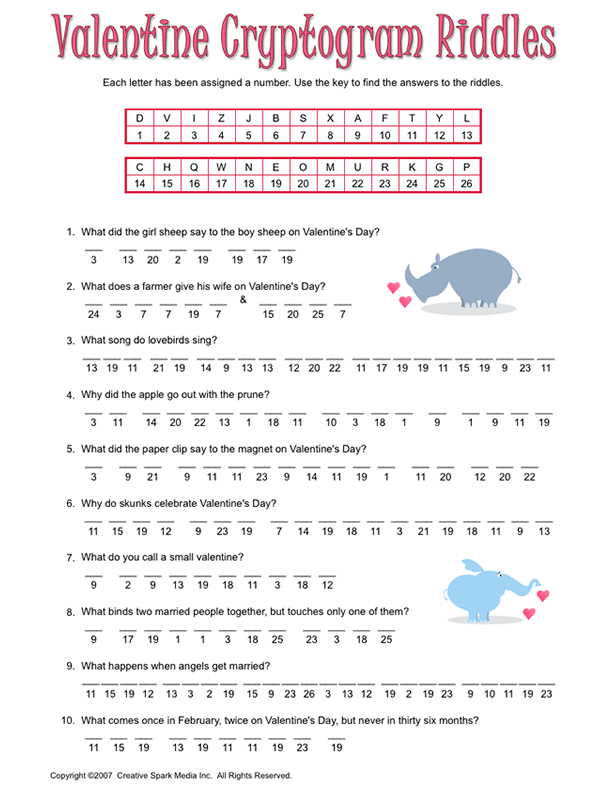 Valentine Cryptogram Riddles
Each letter has been assigned a number. Use the key to find the answers to the riddles.
D V I Z J B S X A F T Y L
1 2 3 4 5 6 7 8 9 10 11 12 13
C H Q W N E O M U R K G P
14 15 16 17 18 19 20 21 22 23 24 25 26
1. What did the girl sheep say to the boy sheep on Valentine's Day?
3 13 20 2 19 19 17 19
2. What does a farmer give his wife on Valentine's Day?
&
24 3 7 7 19 7 15 20 25 7
3. What song do lovebirds sing?
13 19 11 21 19 14 9 13 13 12 20 22 11 17 19 19 11 15 19 9 23 11
4. Why did the apple go out with the prune?
3 11 14 20 22 13 1 18 11 10 3 18 1 9 1 9 11 19
5. What did the paper clip say to the magnet on Valentine's Day?
3 9 21 9 11 11 23 9 14 11 19 1 11 20 12 20 22
6. Why do skunks celebrate Valentine's Day?
11 15 19 12 9 23 19 7 14 19 18 11 3 21 19 18 11 9 13
7. What do you call a small valentine?
9 2 9 13 19 18 11 3 18 12
8. What binds two married people together, but touches only one of them?
9 17 19 1 1 3 18 25 23 3 18 25
9. What happens when angels get married?
11 15 19 12 13 3 2 19 15 9 23 26 3 13 12 19 2 19 23 9 10 11 19 23
10. What comes once in February, twice on Valentine's Day, but never in thirty six months?
11 15 19 13 19 11 11 19 23 19
Copyright ©2007 Creative Spark Media Inc. All Rights Reserved.